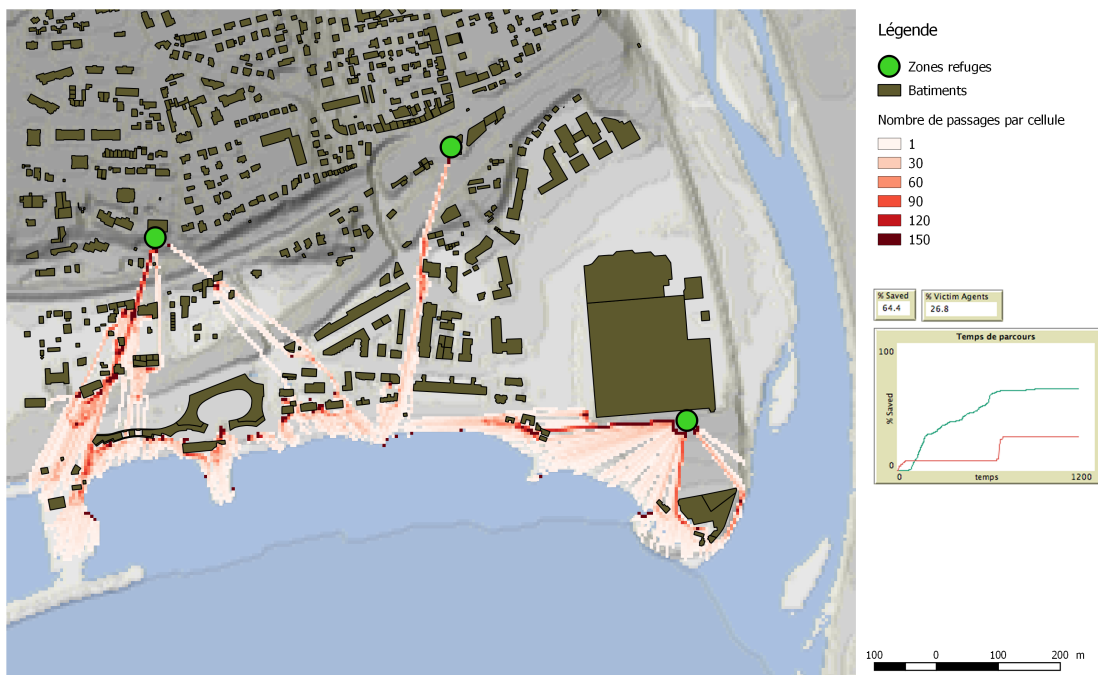 Légende
Zones refuges
Batiments
Nombre de passages par cellule
1
30
60
90
120
150
% Saved
64.4
% Victim Agents
26.8
Temps de parcours
100
% Saved
0
0
temps
1200
100 0 100 200 m